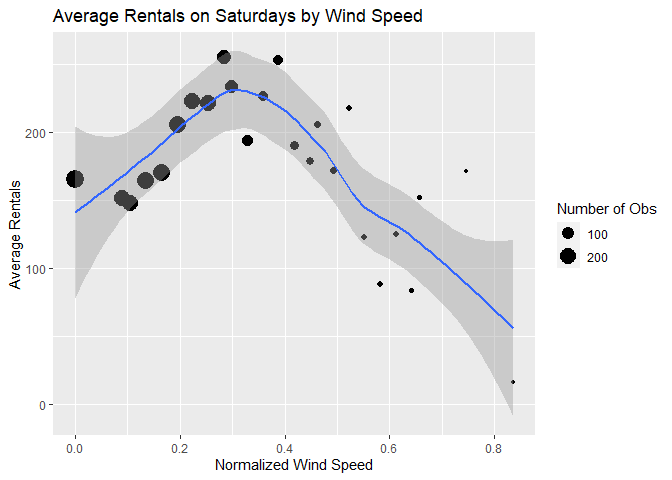 Average Rentals on Saturdays by Wind Speed
Average Rentals
200
100
0
0.0 0.2 0.4 0.6 0.8
Normalized Wind Speed
Number of Obs
100
200